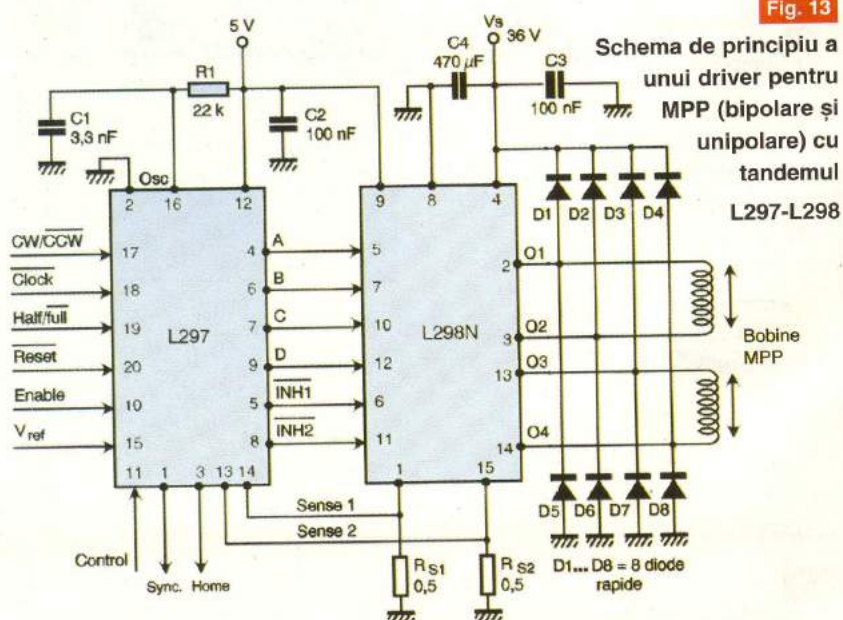 Fig. 13
Schema de principiu a
unui driver pentru
MPP (bipolare și
unipolare) cu
tandemul
L297-L298
5 V
Vs
36 V
C4
470 µF
C3
100 nF
R1
22 k
C1
3,3 nF
C2
100 nF
Osc
2
16
12
9
8
4
D1
D2
D3
D4
CW/CCW
17
4
A
5
2
O1
Clock
18
6
B
7
Half/full
19
7
C
10
L297
L298N
3
O2
Reset
20
9
D
12
13
O3
Bobine
MPP
Enable
10
5
INH1
6
Vref
15
8
INH2
11
14
O4
11
1
3
13
14
1
15
Sense 1
Sense 2
D5
D6
D7
D8
Control
Sync.
Home
RS1
0,5
RS2
0,5
D1... D8 = 8 diode
rapide